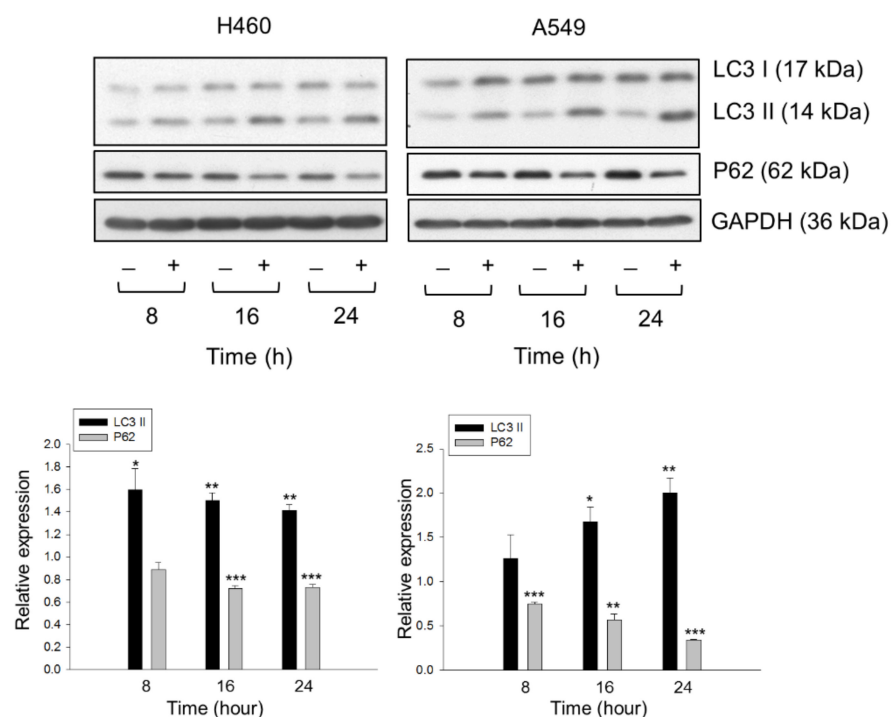 H460 A549
LC3 I (17 kDa)
LC3 II (14 kDa)
P62 (62 kDa)
GAPDH (36 kDa)
– + – + – + – + – + – +
8 16 24 8 16 24
Time (h) Time (h)
LC3 II
P62
2.0
1.8
1.6
1.4
1.2
1.0
0.8
0.6
0.4
0.2
0.0
Relative expression
* ** **
*** ***
8 16 24
Time (hour)
LC3 II
P62
2.5
2.0
1.5
1.0
0.5
0.0
Relative expression
* **
*** ** ***
8 16 24
Time (hour)